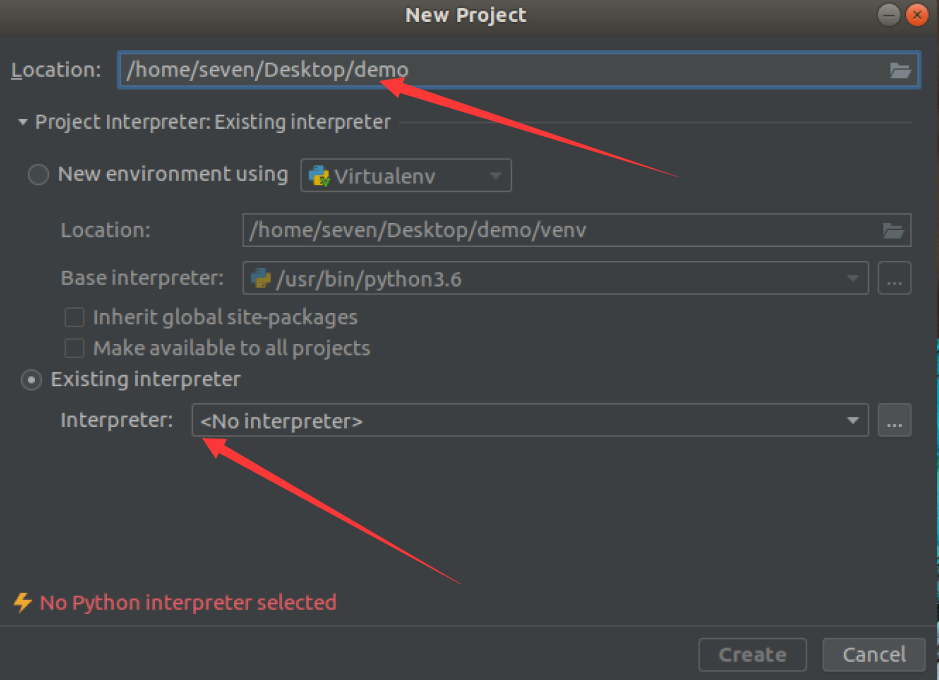 New Project
Location: /home/seven/Desktop/demo
Project Interpreter: Existing interpreter
New environment using Virtualenv
Location: /home/seven/Desktop/demo/venv
Base interpreter: /usr/bin/python3.6 ...
Inherit global site-packages
Make available to all projects
Existing interpreter
Interpreter: <No interpreter> ...
No Python interpreter selected
Create Cancel